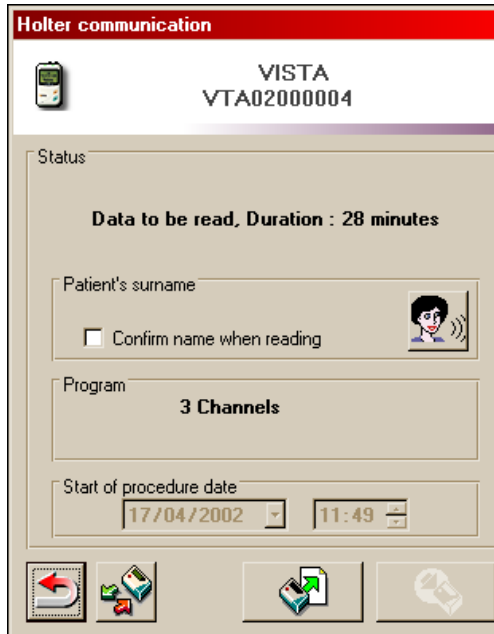 Holter communication
VISTA
VTA02000004
Status
Data to be read, Duration : 28 minutes
Patient's surname
Confirm name when reading
Program
3 Channels
Start of procedure date
17/04/2002 11:49